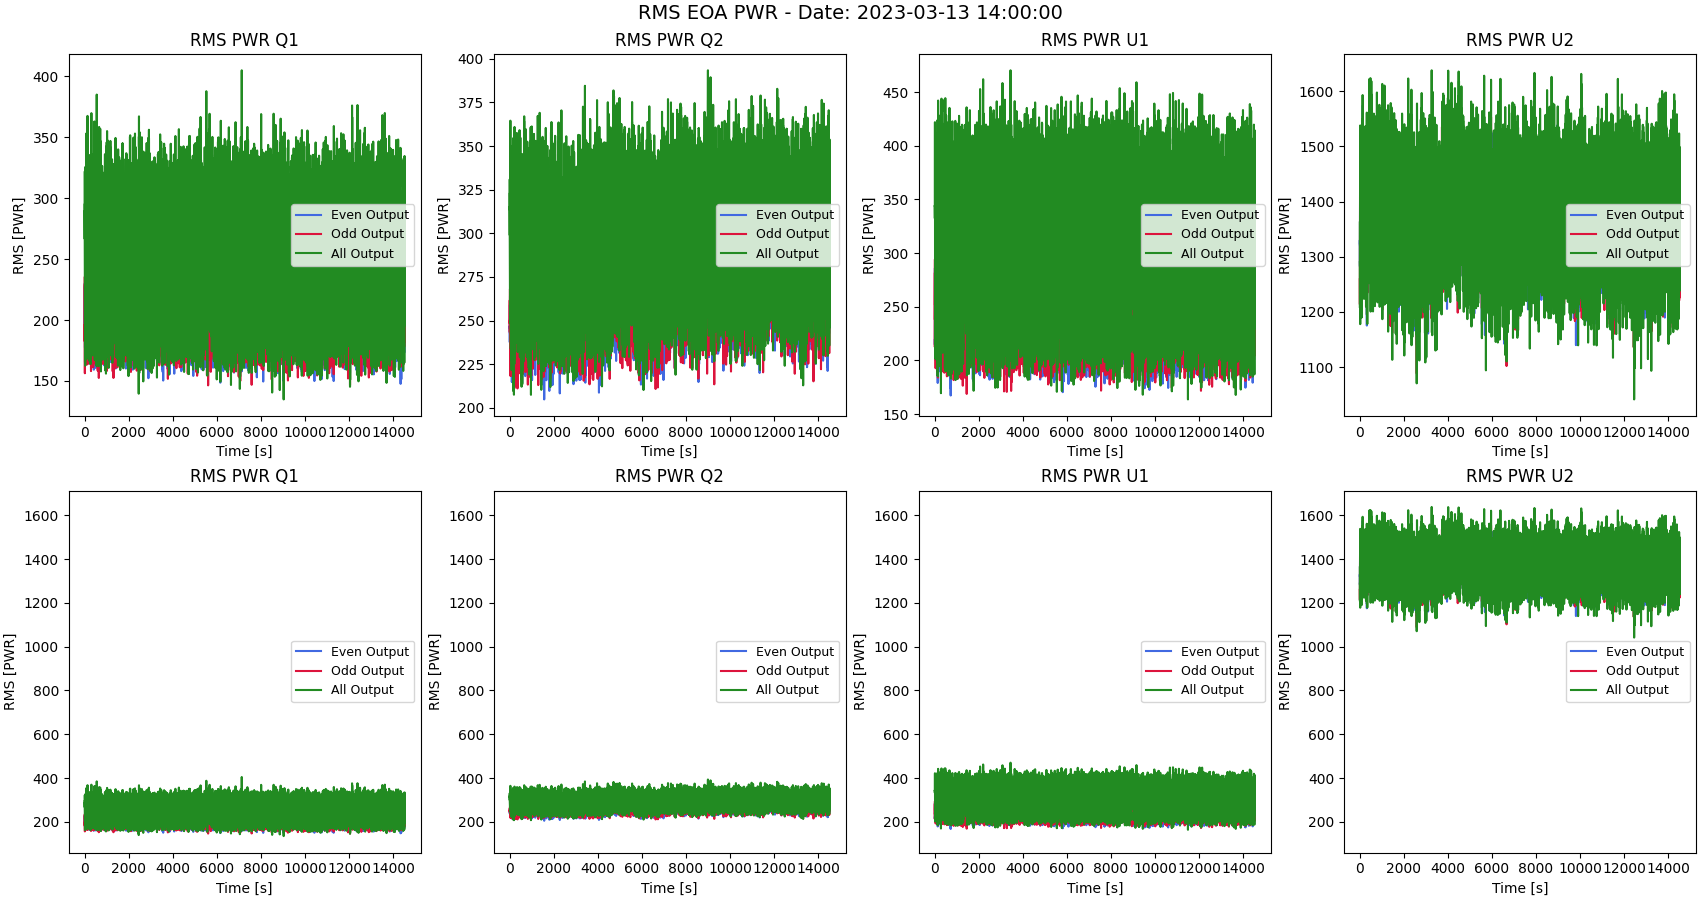 RMS EOA PWR - Date: 2023-03-13 14:00:00
RMS PWR Q1
RMS [PWR]
400
350
300
250
200
150
Even Output
Odd Output
All Output
0 2000 4000 6000 8000 10000 12000 14000
Time [s]
RMS PWR Q2
RMS [PWR]
400
375
350
325
300
275
250
225
200
Even Output
Odd Output
All Output
0 2000 4000 6000 8000 10000 12000 14000
Time [s]
RMS PWR U1
RMS [PWR]
450
400
350
300
250
200
150
Even Output
Odd Output
All Output
0 2000 4000 6000 8000 10000 12000 14000
Time [s]
RMS PWR U2
RMS [PWR]
1600
1500
1400
1300
1200
1100
Even Output
Odd Output
All Output
0 2000 4000 6000 8000 10000 12000 14000
Time [s]
RMS PWR Q1
RMS [PWR]
1600
1400
1200
1000
800
600
400
200
Even Output
Odd Output
All Output
0 2000 4000 6000 8000 10000 12000 14000
Time [s]
RMS PWR Q2
RMS [PWR]
1600
1400
1200
1000
800
600
400
200
Even Output
Odd Output
All Output
0 2000 4000 6000 8000 10000 12000 14000
Time [s]
RMS PWR U1
RMS [PWR]
1600
1400
1200
1000
800
600
400
200
Even Output
Odd Output
All Output
0 2000 4000 6000 8000 10000 12000 14000
Time [s]
RMS PWR U2
RMS [PWR]
1600
1400
1200
1000
800
600
400
200
Even Output
Odd Output
All Output
0 2000 4000 6000 8000 10000 12000 14000
Time [s]